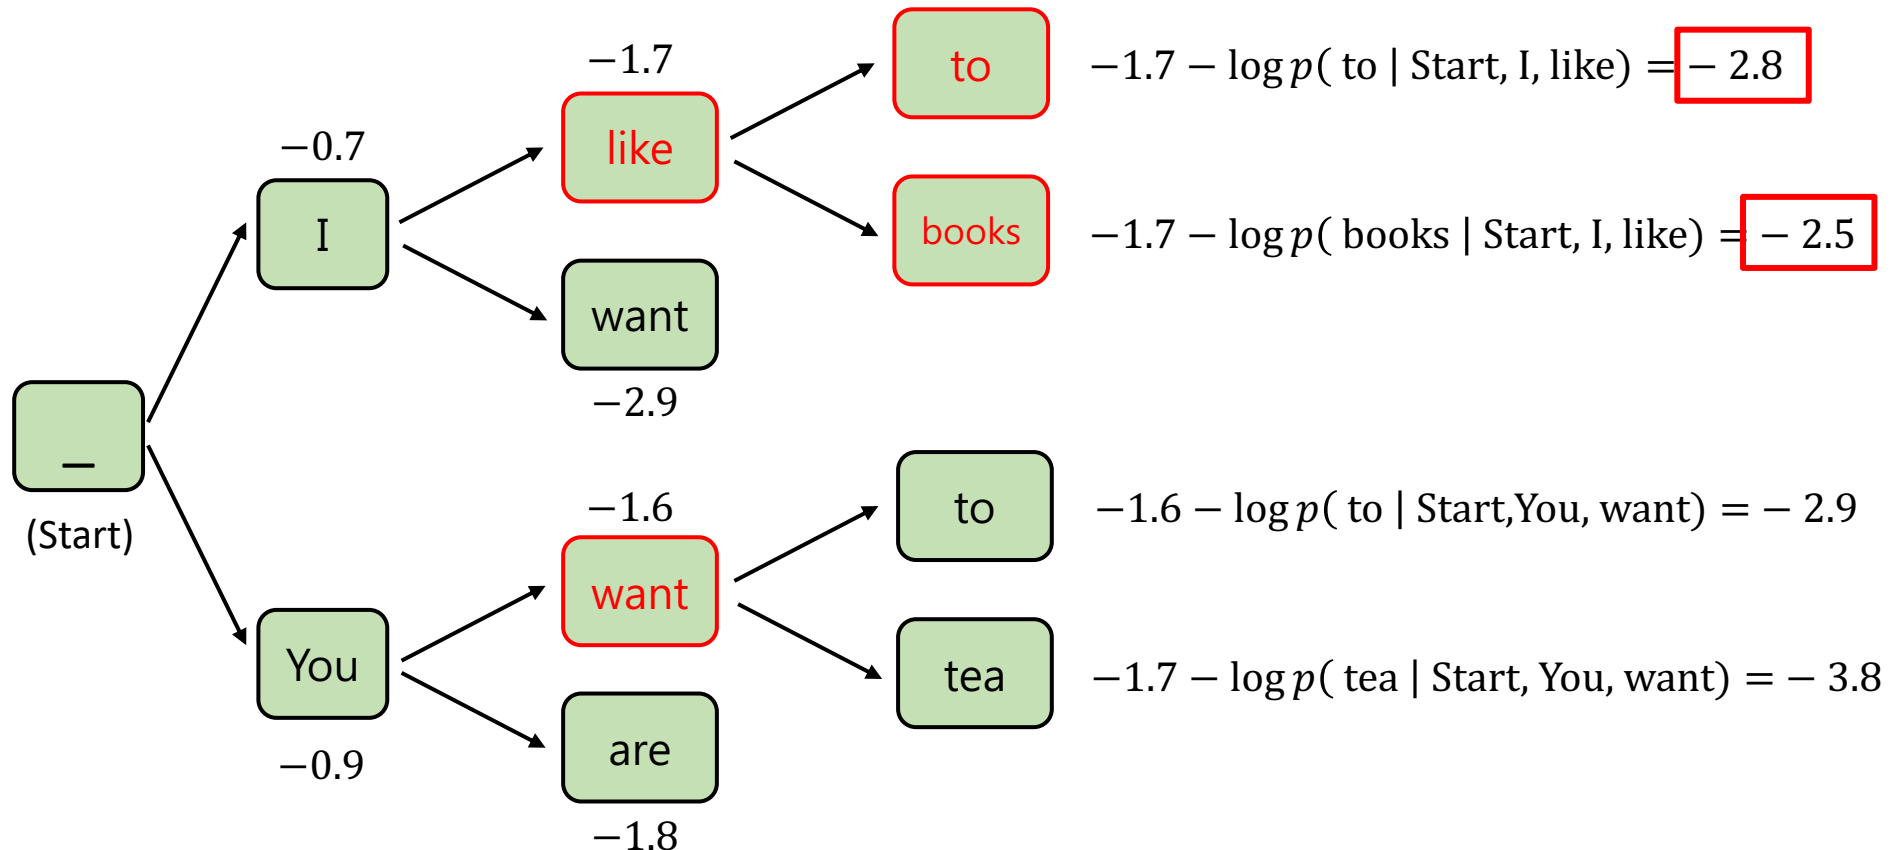 −1.7
to
−1.7 − log p( to | Start, I, like) = − 2.8
−0.7
like
I
books
−1.7 − log p( books | Start, I, like) = − 2.5
want
−2.9
_
(Start)
−1.6
to
−1.6 − log p( to | Start,You, want) = − 2.9
want
You
tea
−1.7 − log p( tea | Start, You, want) = − 3.8
−0.9
are
−1.8